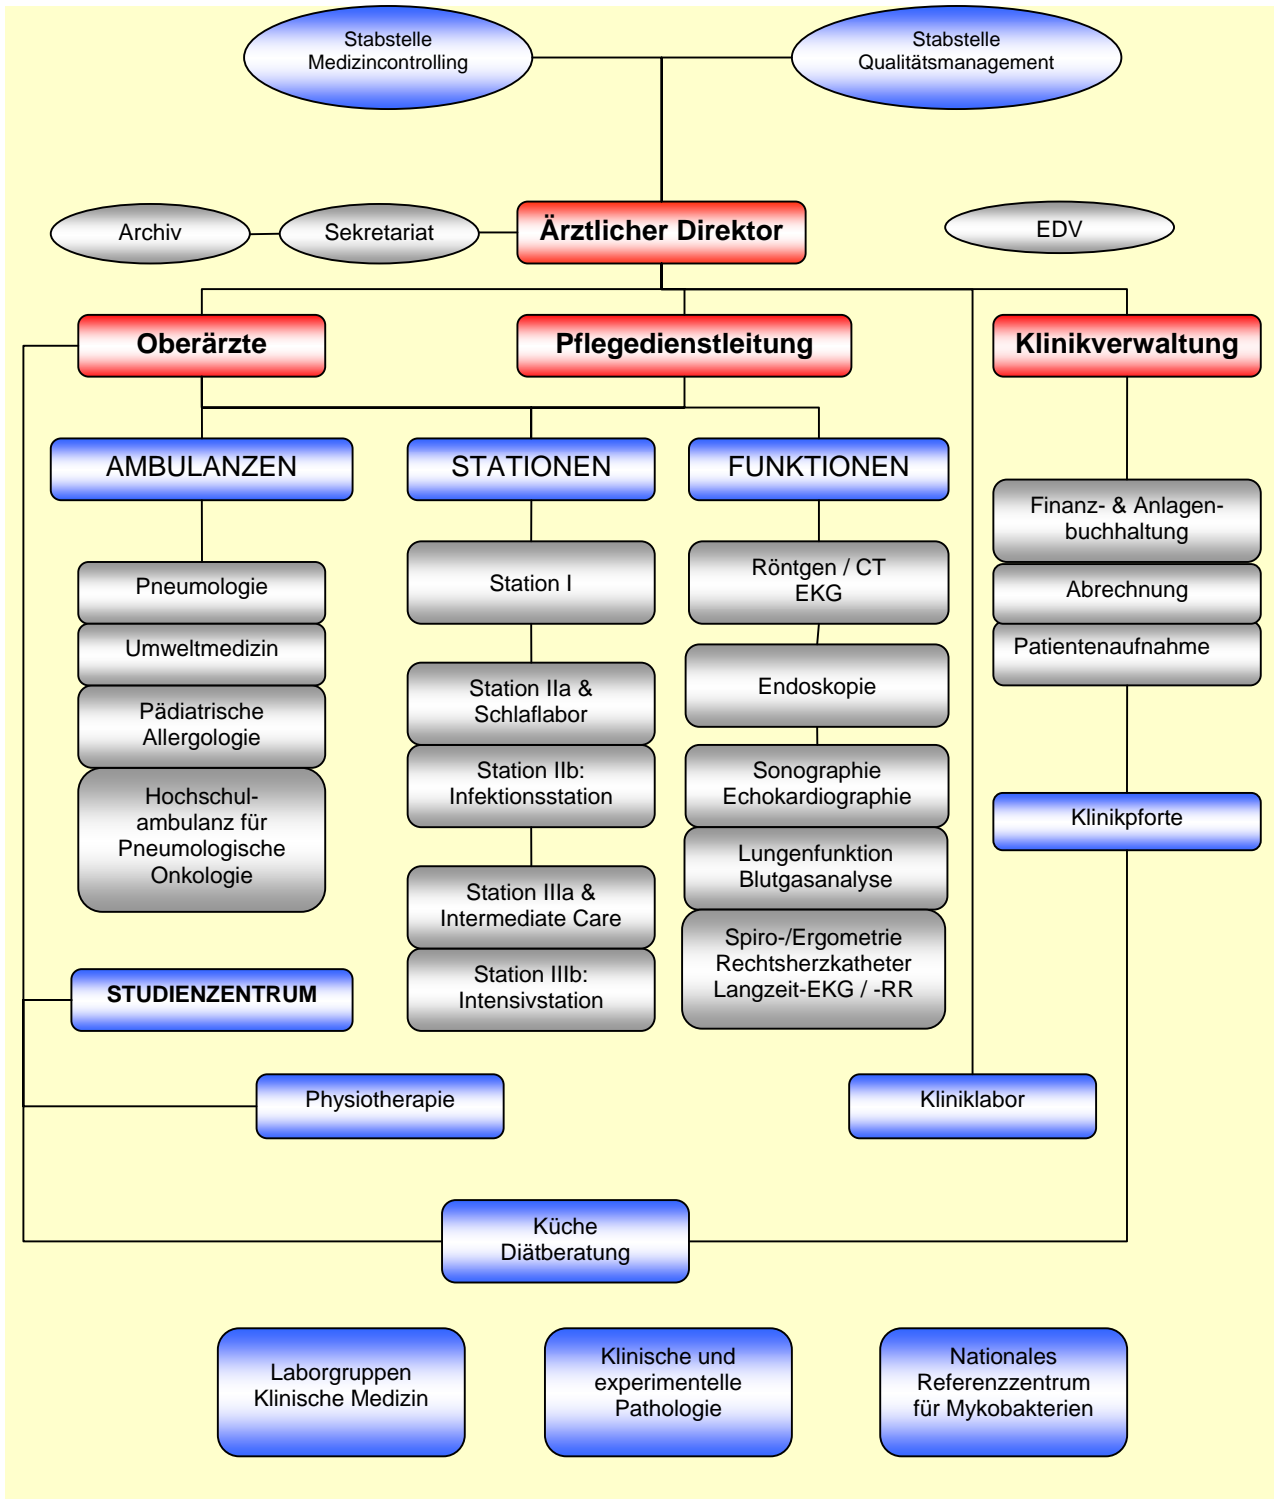 Stabstelle
Medizincontrolling
Stabstelle
Qualitätsmanagement
Archiv
Sekretariat
Ärztlicher Direktor
EDV
Oberärzte
Pflegedienstleitung
Klinikverwaltung
AMBULANZEN
STATIONEN
FUNKTIONEN
Pneumologie
Umweltmedizin
Pädiatrische
Allergologie
Hochschul-
ambulanz für
Pneumologische
Onkologie
Station I
Station IIa &
Schlaflabor
Station IIb:
Infektionsstation
Station IIIa &
Intermediate Care
Station IIIb:
Intensivstation
Röntgen / CT
EKG
Endoskopie
Sonographie
Echokardiographie
Lungenfunktion
Blutgasanalyse
Spiro-/Ergometrie
Rechtsherzkatheter
Langzeit-EKG / -RR
Finanz- & Anlagen-
buchhaltung
Abrechnung
Patientenaufnahme
Klinikpforte
STUDIENZENTRUM
Physiotherapie
Kliniklabor
Küche
Diätberatung
Laborgruppen
Klinische Medizin
Klinische und
experimentelle
Pathologie
Nationales
Referenzzentrum
für Mykobakterien